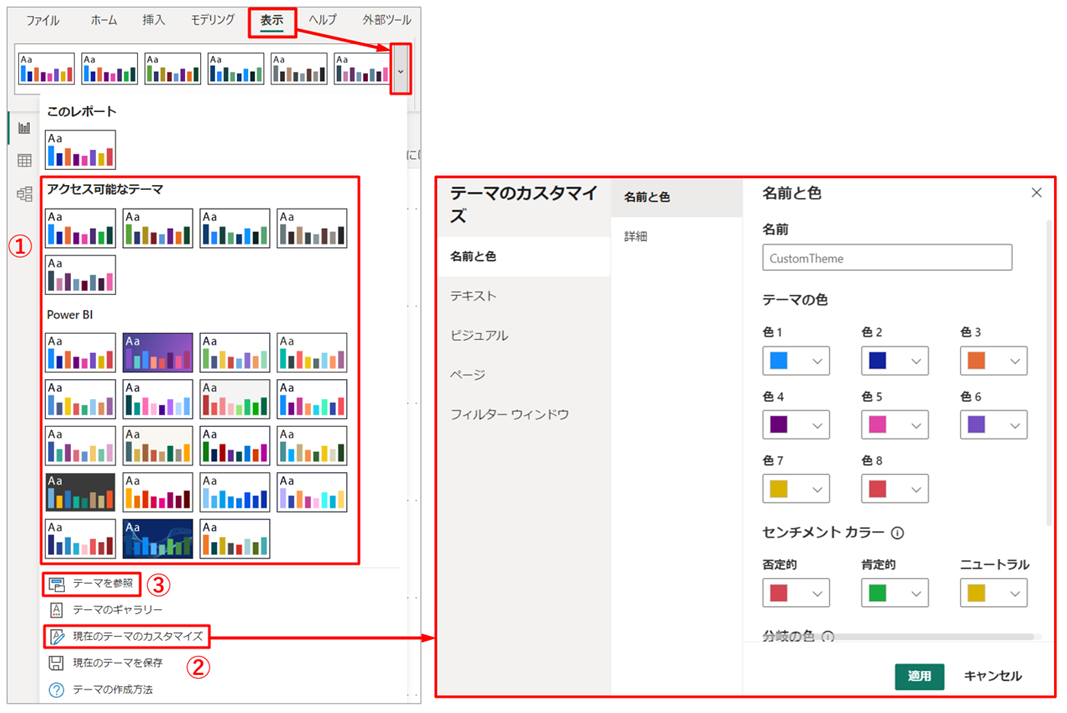 ファイル ホーム 挿入 モデリング 表示 ヘルプ 外部ツール
Aa Aa Aa Aa Aa Aa
このレポート
Aa
アクセス可能なテーマ
Aa Aa Aa Aa
①
Aa
Power BI
Aa Aa Aa Aa
Aa Aa Aa Aa
Aa Aa Aa Aa
Aa Aa Aa Aa
Aa Aa Aa
テーマを参照 ③
テーマのギャラリー
現在のテーマのカスタマイズ
現在のテーマを保存 ②
テーマの作成方法
テーマのカスタマイ
ズ
名前と色
テキスト
ビジュアル
ページ
フィルター ウィンドウ
名前と色
詳細
名前と色
名前
CustomTheme
テーマの色
色 1 色 2 色 3
色 4 色 5 色 6
色 7 色 8
センチメント カラー
否定的 肯定的 ニュートラル
分岐の色
適用 キャンセル